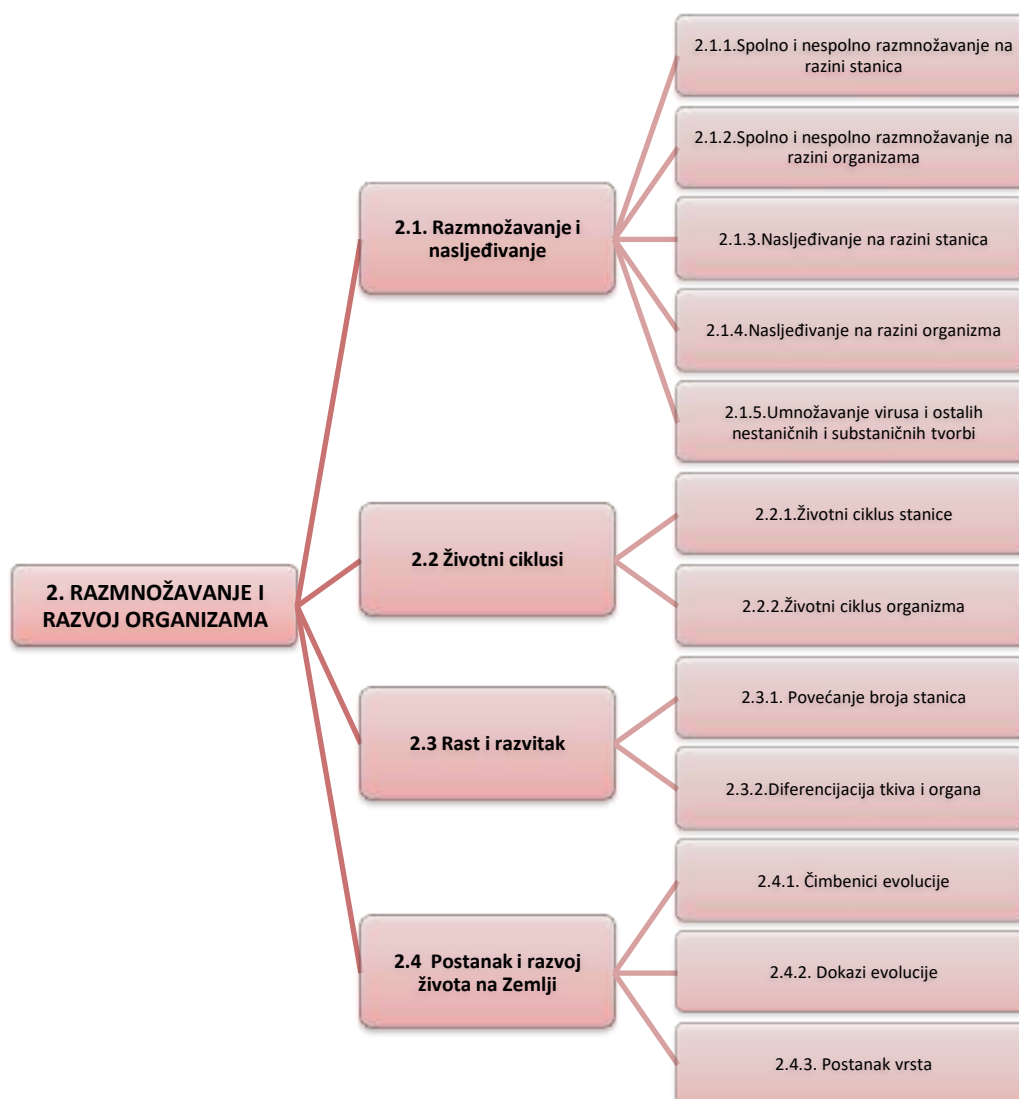 2. RAZMNOŽAVANJE I
RAZVOJ ORGANIZAMA
2.1. Razmnožavanje i
nasljeđivanje
2.1.1.Spolno i nespolno razmnožavanje na
razini stanica
2.1.2.Spolno i nespolno razmnožavanje na
razini organizama
2.1.3.Nasljeđivanje na razini stanica
2.1.4.Nasljeđivanje na razini organizma
2.1.5.Umnožavanje virusa i ostalih
nestaničnih i substaničnih tvorbi
2.2 Životni ciklusi
2.2.1.Životni ciklus stanice
2.2.2.Životni ciklus organizma
2.3 Rast i razvitak
2.3.1. Povećanje broja stanica
2.3.2.Diferencijacija tkiva i organa
2.4 Postanak i razvoj
života na Zemlji
2.4.1. Čimbenici evolucije
2.4.2. Dokazi evolucije
2.4.3. Postanak vrsta